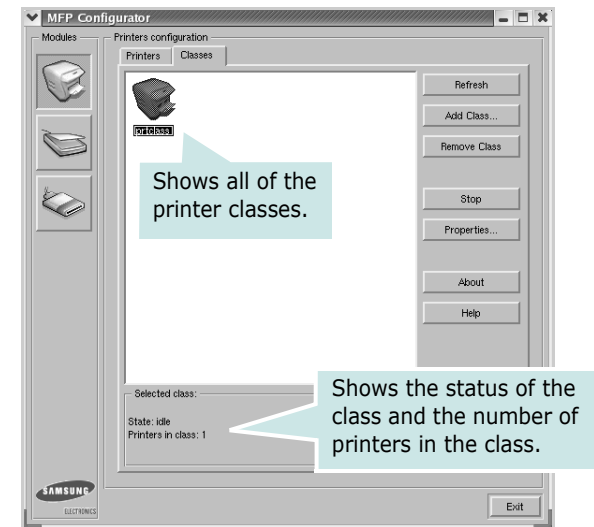 MFP Configurator
Modules
Printers configuration
Printers
Classes
prtclass1
Shows all of the
printer classes.
Refresh
Add Class...
Remove Class
Stop
Properties...
About
Help
Selected class:
State: idle
Printers in class: 1
Shows the status of the
class and the number of
printers in the class.
SAMSUNG
ELECTRONICS
Exit